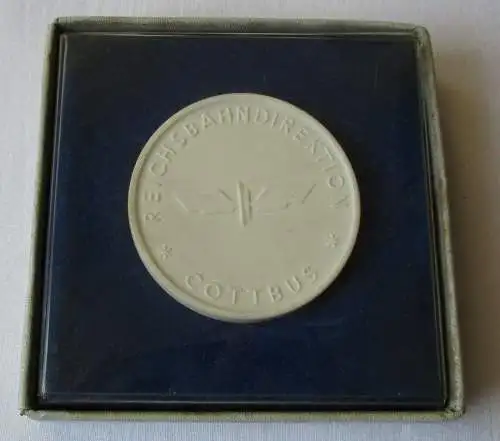 REICHSBAHNDIREKTION
* COTTBUS *